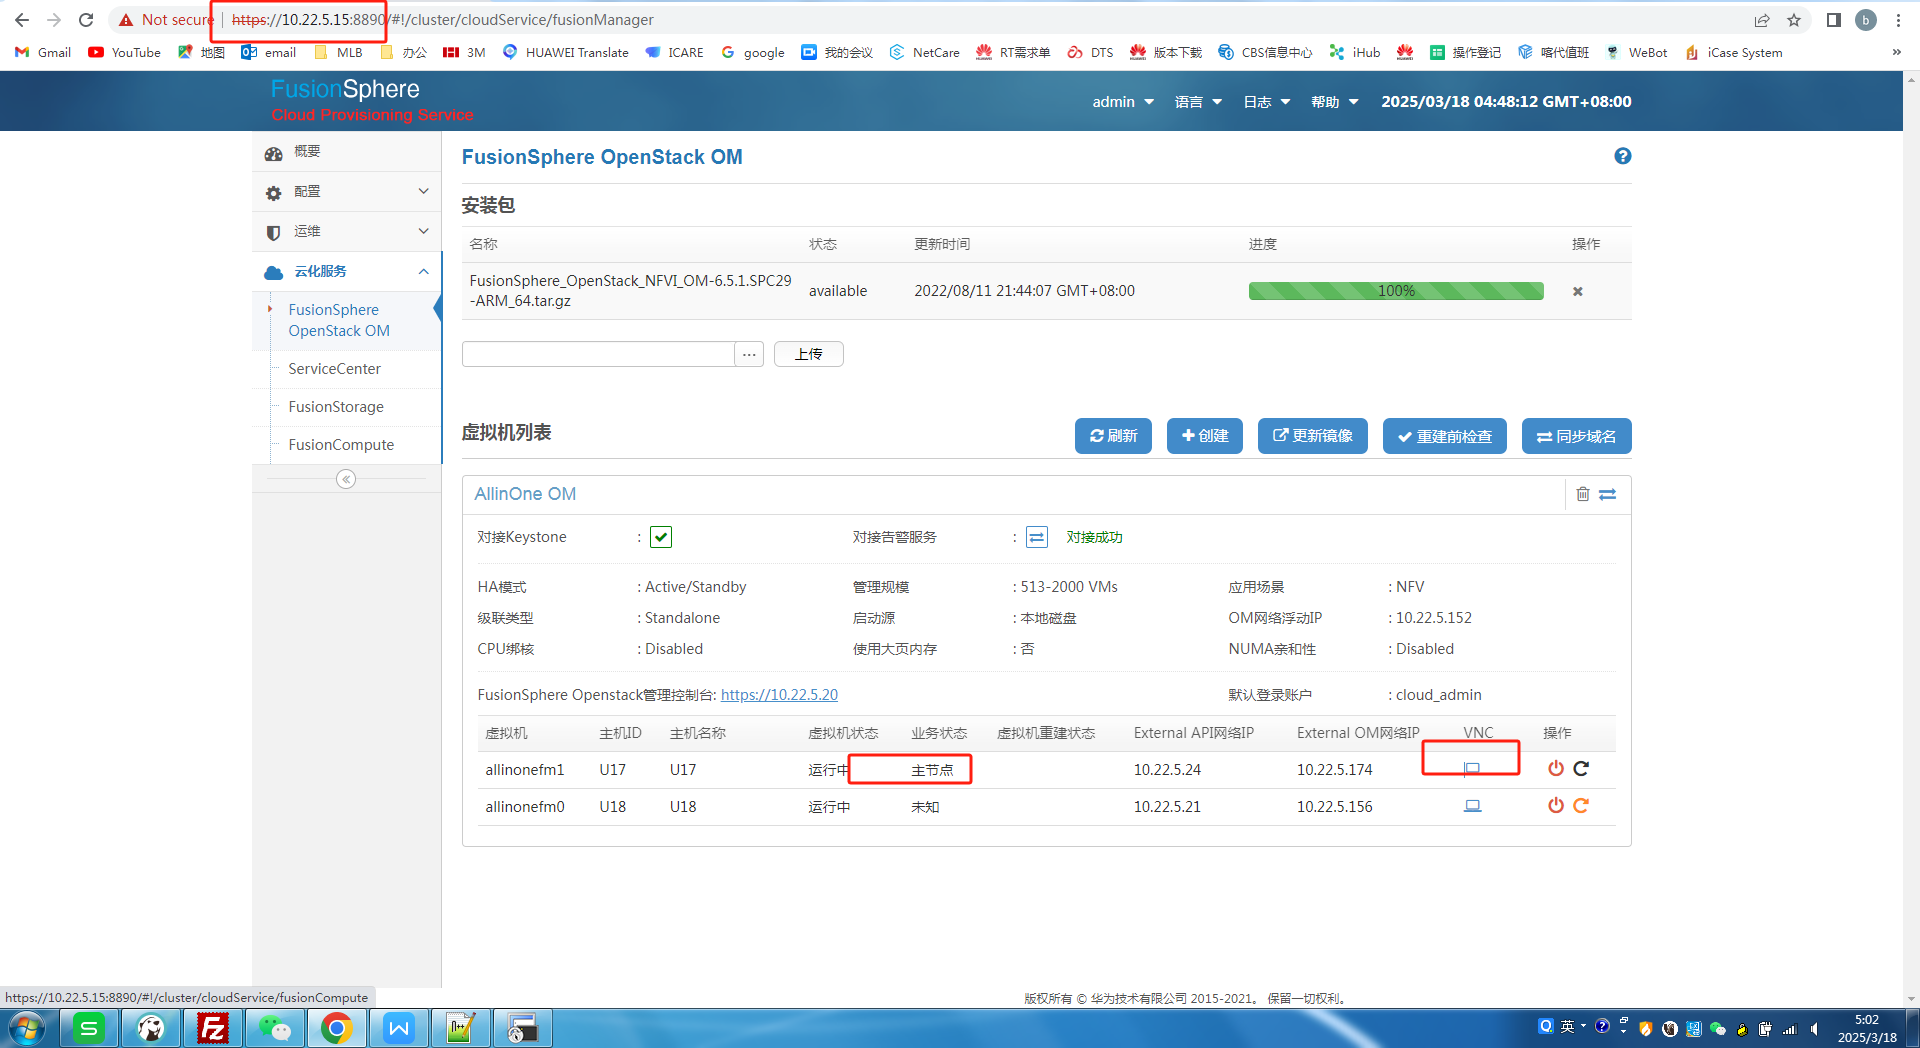 Not secure | https://10.22.5.15:8890/#!/cluster/cloudService/fusionManager b
Gmail YouTube 地图 email MLB 办公 3M HUAWEI Translate ICARE google 我的会议 NetCare RT需求单 DTS 版本下载 CBS信息中心 iHub 操作登记 喀代值班 WeBot iCase System »
FusionSphere
Cloud Provisioning Service
admin 语言 日志 帮助 2025/03/18 04:48:12 GMT+08:00
概要
配置
运维
云化服务
FusionSphere
OpenStack OM
ServiceCenter
FusionStorage
FusionCompute
FusionSphere OpenStack OM
安装包
名称 状态 更新时间 进度 操作
FusionSphere_OpenStack_NFVI_OM-6.5.1.SPC29
-ARM_64.tar.gz
available 2022/08/11 21:44:07 GMT+08:00 100%
... 上传
虚拟机列表 刷新 创建 更新镜像 重建前检查 同步域名
AllinOne OM
对接Keystone : 对接告警服务 : 对接成功
HA模式 : Active/Standby 管理规模 : 513-2000 VMs 应用场景 : NFV
级联类型 : Standalone 启动源 : 本地磁盘 OM网络浮动IP : 10.22.5.152
CPU绑核 : Disabled 使用大页内存 : 否 NUMA亲和性 : Disabled
FusionSphere Openstack管理控制台: https://10.22.5.20 默认登录账户 : cloud_admin
虚拟机 主机ID 主机名称 虚拟机状态 业务状态 虚拟机重建状态 External API网络IP External OM网络IP VNC 操作
allinonefm1 U17 U17 运行中 主节点 10.22.5.24 10.22.5.174
allinonefm0 U18 U18 运行中 未知 10.22.5.21 10.22.5.156
https://10.22.5.15:8890/#!/cluster/cloudService/fusionCompute
版权所有 © 华为技术有限公司 2015-2021。 保留一切权利。
英 5:02
2025/3/18